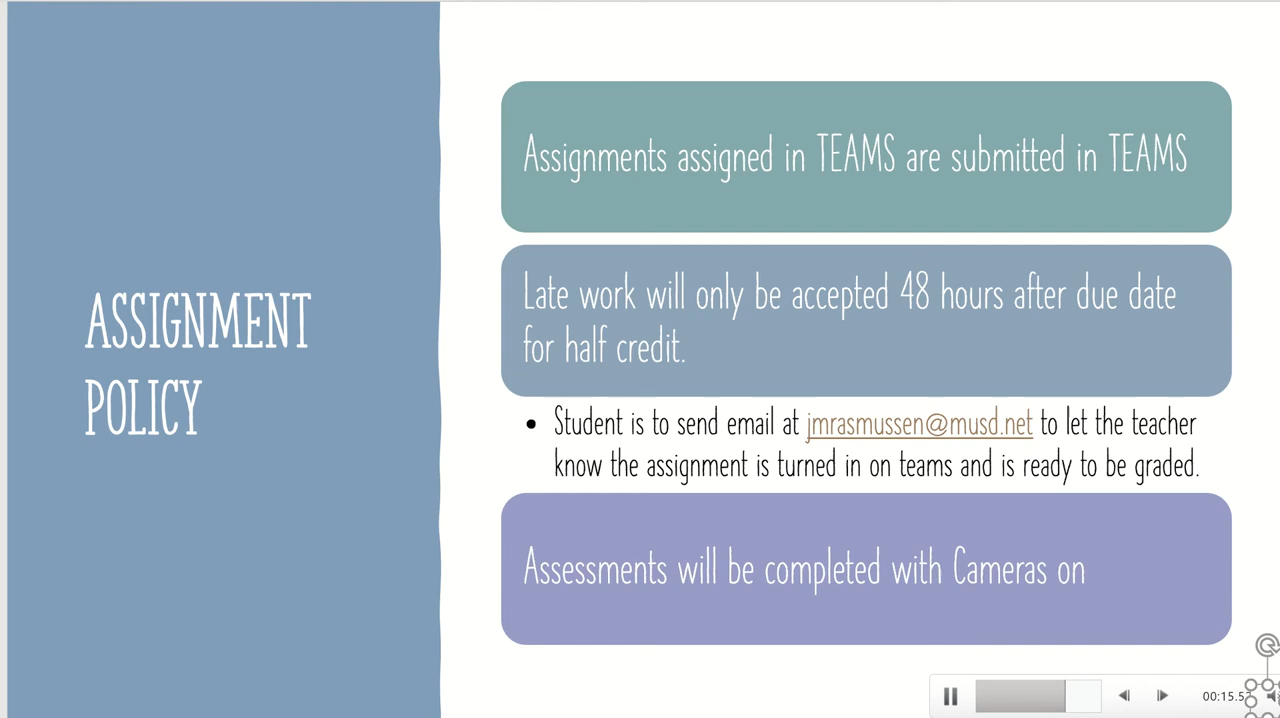 ASSIGNMENT
POLICY
Assignments assigned in TEAMS are submitted in TEAMS
Late work will only be accepted 48 hours after due date
for half credit.
• Student is to send email at jmrasmussen@musd.net to let the teacher
know the assignment is turned in on teams and is ready to be graded.
Assessments will be completed with Cameras on